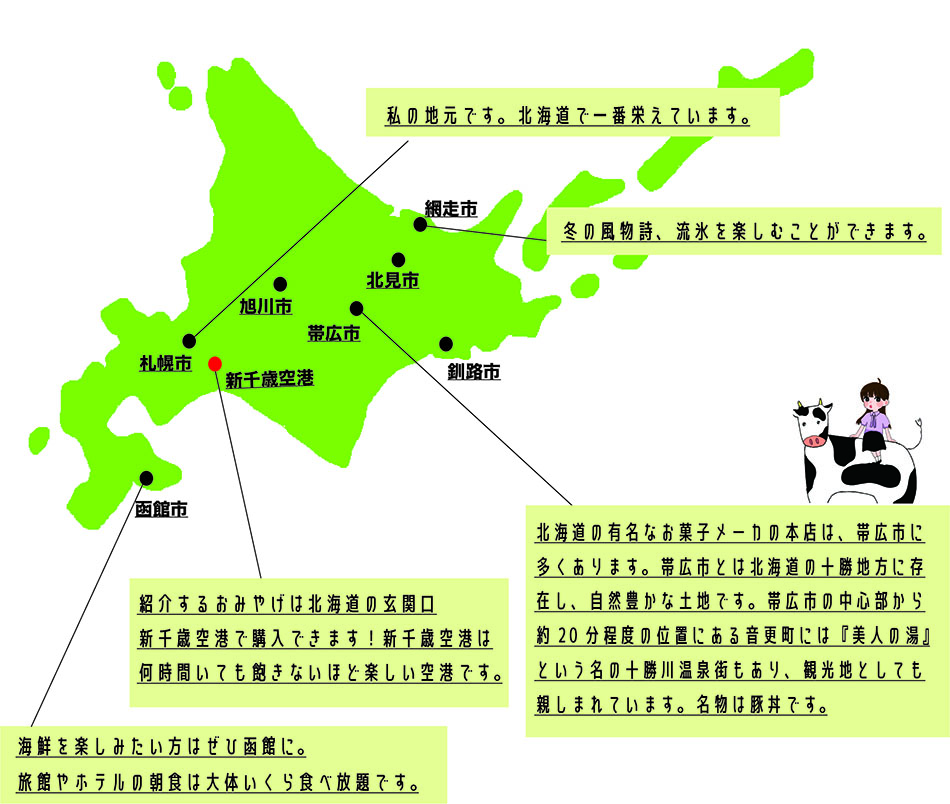 私の地元です。北海道で一番栄えています。
網走市
冬の風物詩、流氷を楽しむことができます。
北見市
旭川市
帯広市
札幌市
釧路市
新千歳空港
函館市
北海道の有名なお菓子メーカの本店は、帯広市に
多くあります。帯広市とは北海道の十勝地方に存
在し、自然豊かな土地です。帯広市の中心部から
約20分程度の位置にある音更町には『美人の湯』
という名の十勝川温泉街もあり、観光地としても
親しまれています。名物は豚丼です。
紹介するおみやげは北海道の玄関口
新千歳空港で購入できます！新千歳空港は
何時間いても飽きないほど楽しい空港です。
海鮮を楽しみたい方はぜひ函館に。
旅館やホテルの朝食は大体いくら食べ放題です。